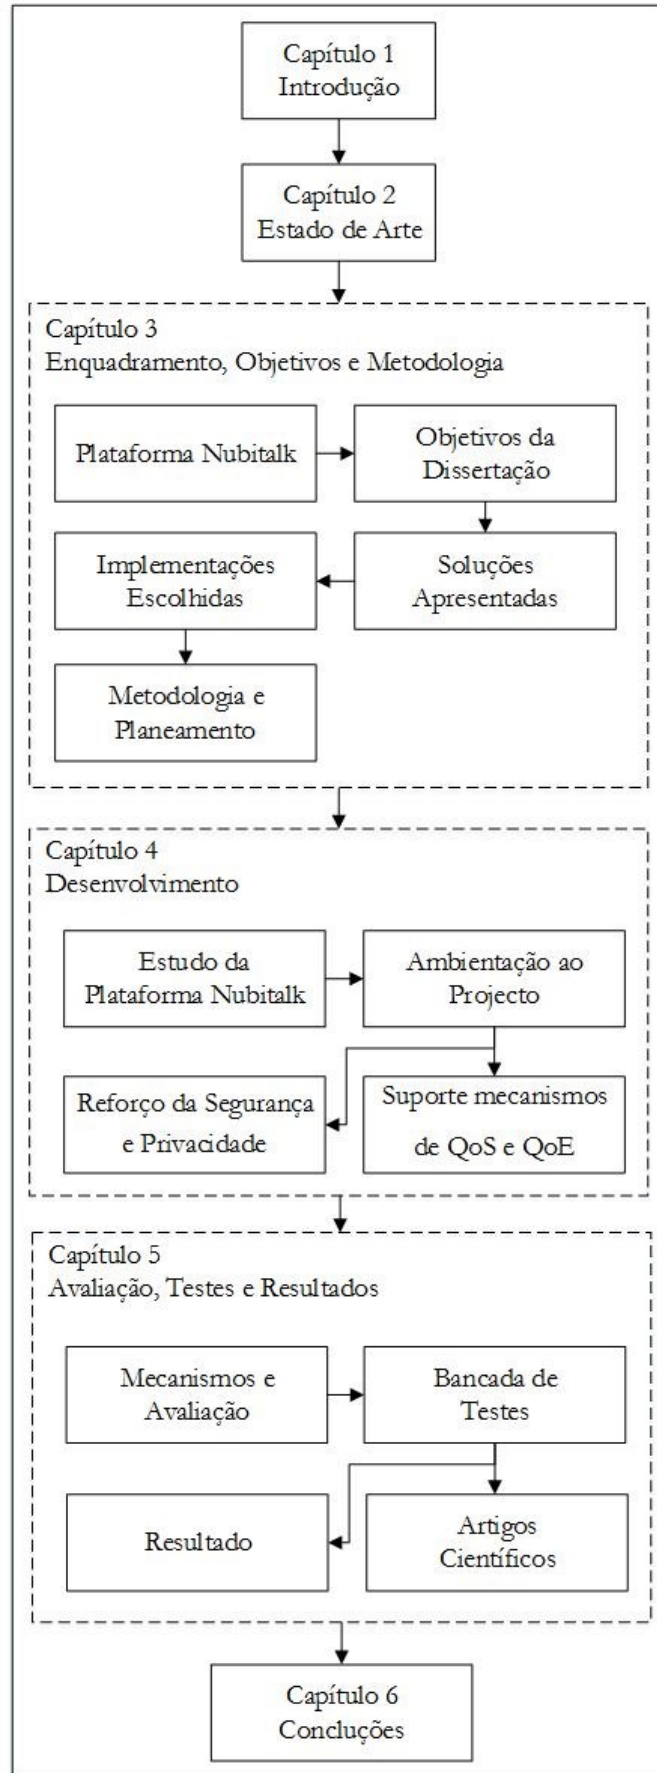 Capítulo 1
Introdução
Capítulo 2
Estado de Arte
Capítulo 3
Enquadramento, Objetivos e Metodologia
Plataforma Nubitalk
Objetivos da
Dissertação
Implementações
Escolhidas
Soluções
Apresentadas
Metodologia e
Planeamento
Capítulo 4
Desenvolvimento
Estudo da
Plataforma Nubitalk
Ambientação ao
Projecto
Reforço da Segurança
e Privacidade
Suporte mecanismos
de QoS e QoE
Capítulo 5
Avaliação, Testes e Resultados
Mecanismos e
Avaliação
Bancada de
Testes
Resultado
Artigos
Científicos
Capítulo 6
Concluções